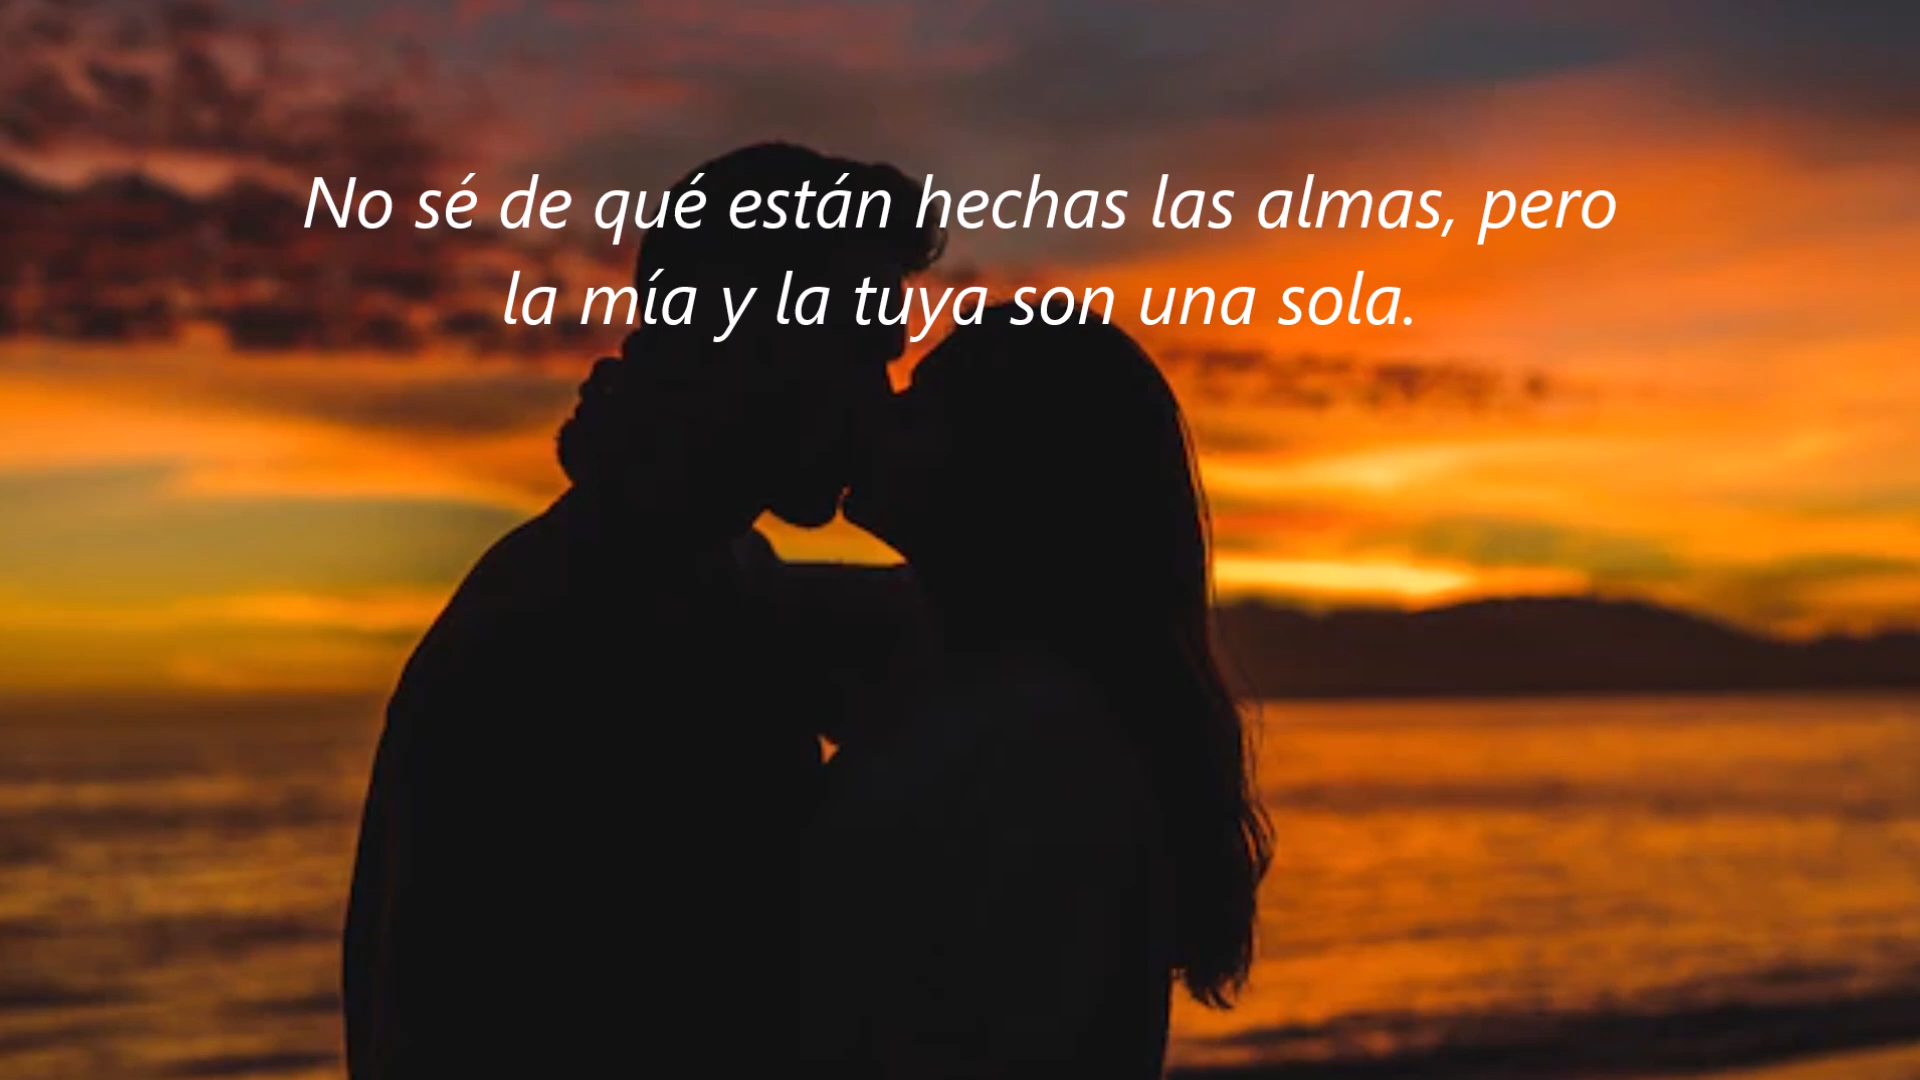 No sé de qué están hechas las almas, pero
la mía y la tuya son una sola.